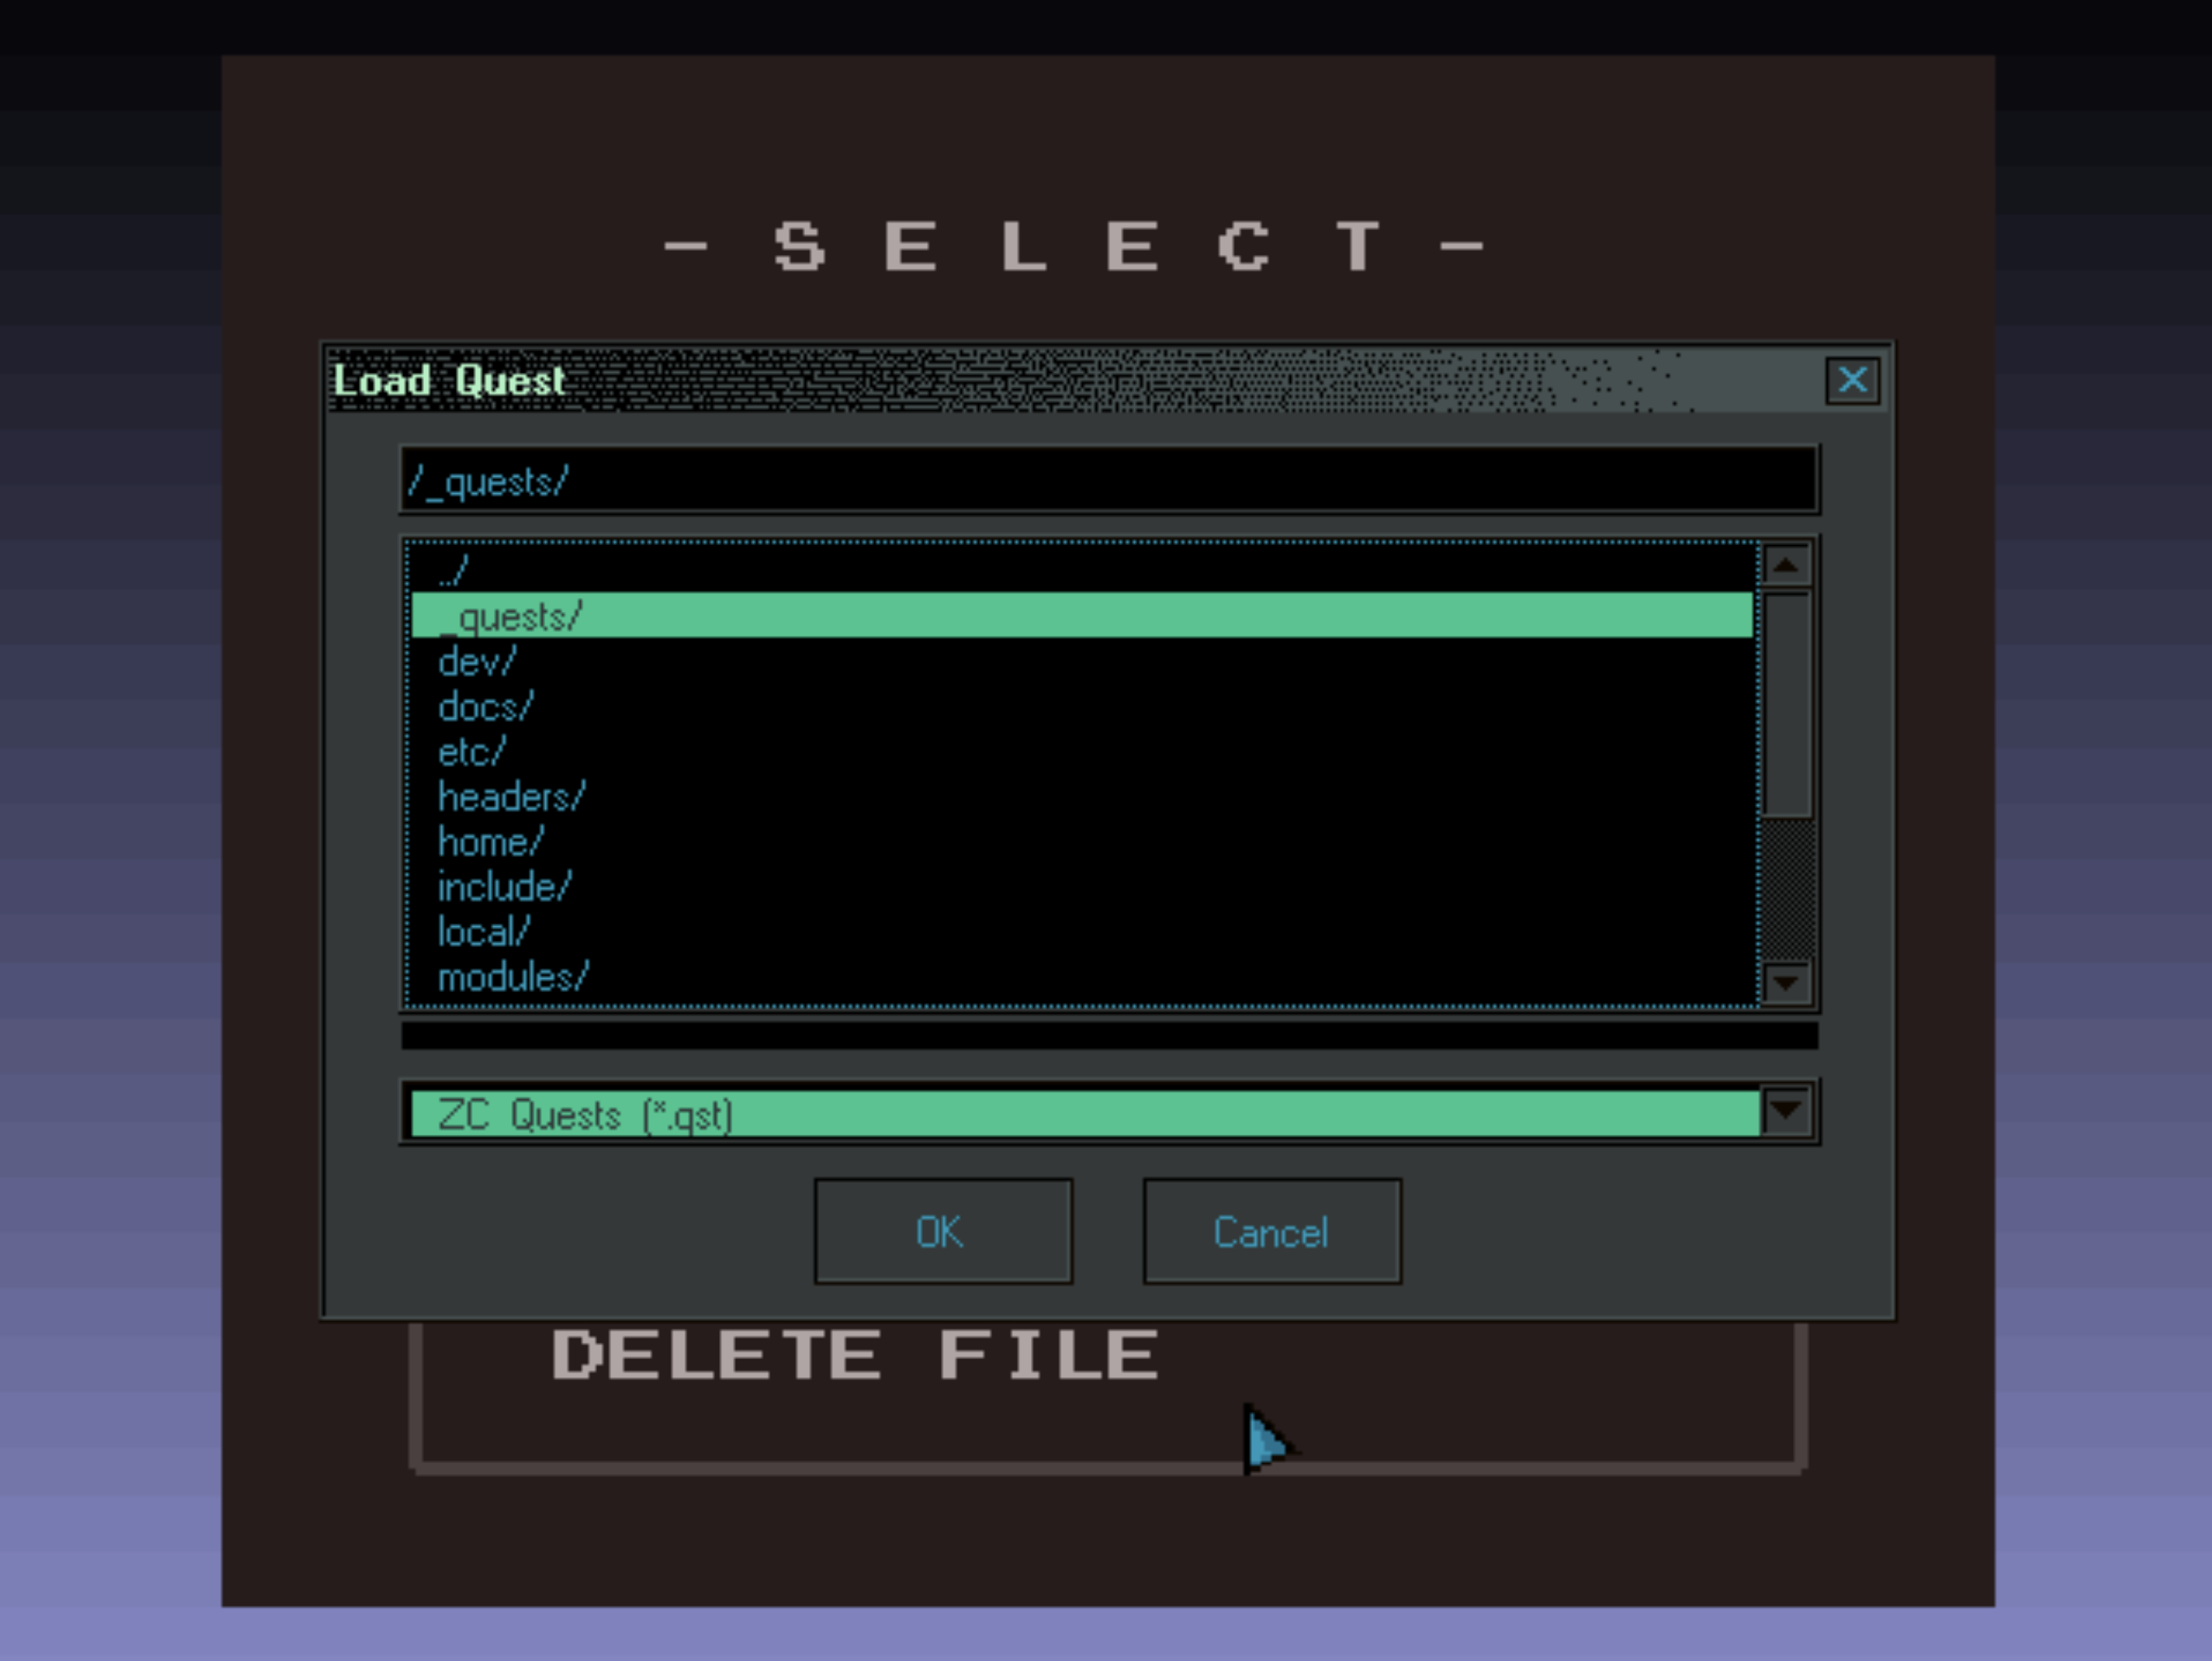 - S E L E C T -
Load Quest
/_quests/
../
_quests/
dev/
docs/
etc/
headers/
home/
include/
local/
modules/
ZC Quests (*.qst)
OK
Cancel
DELETE FILE